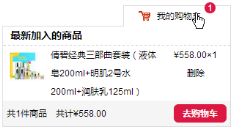 我的购物车 1
最新加入的商品
倩碧经典三部曲套装（液体 ¥558.00×1
皂200ml+明肌2号水 删除
200ml+润肤乳125ml）
共1件商品 共计¥558.00 去购物车